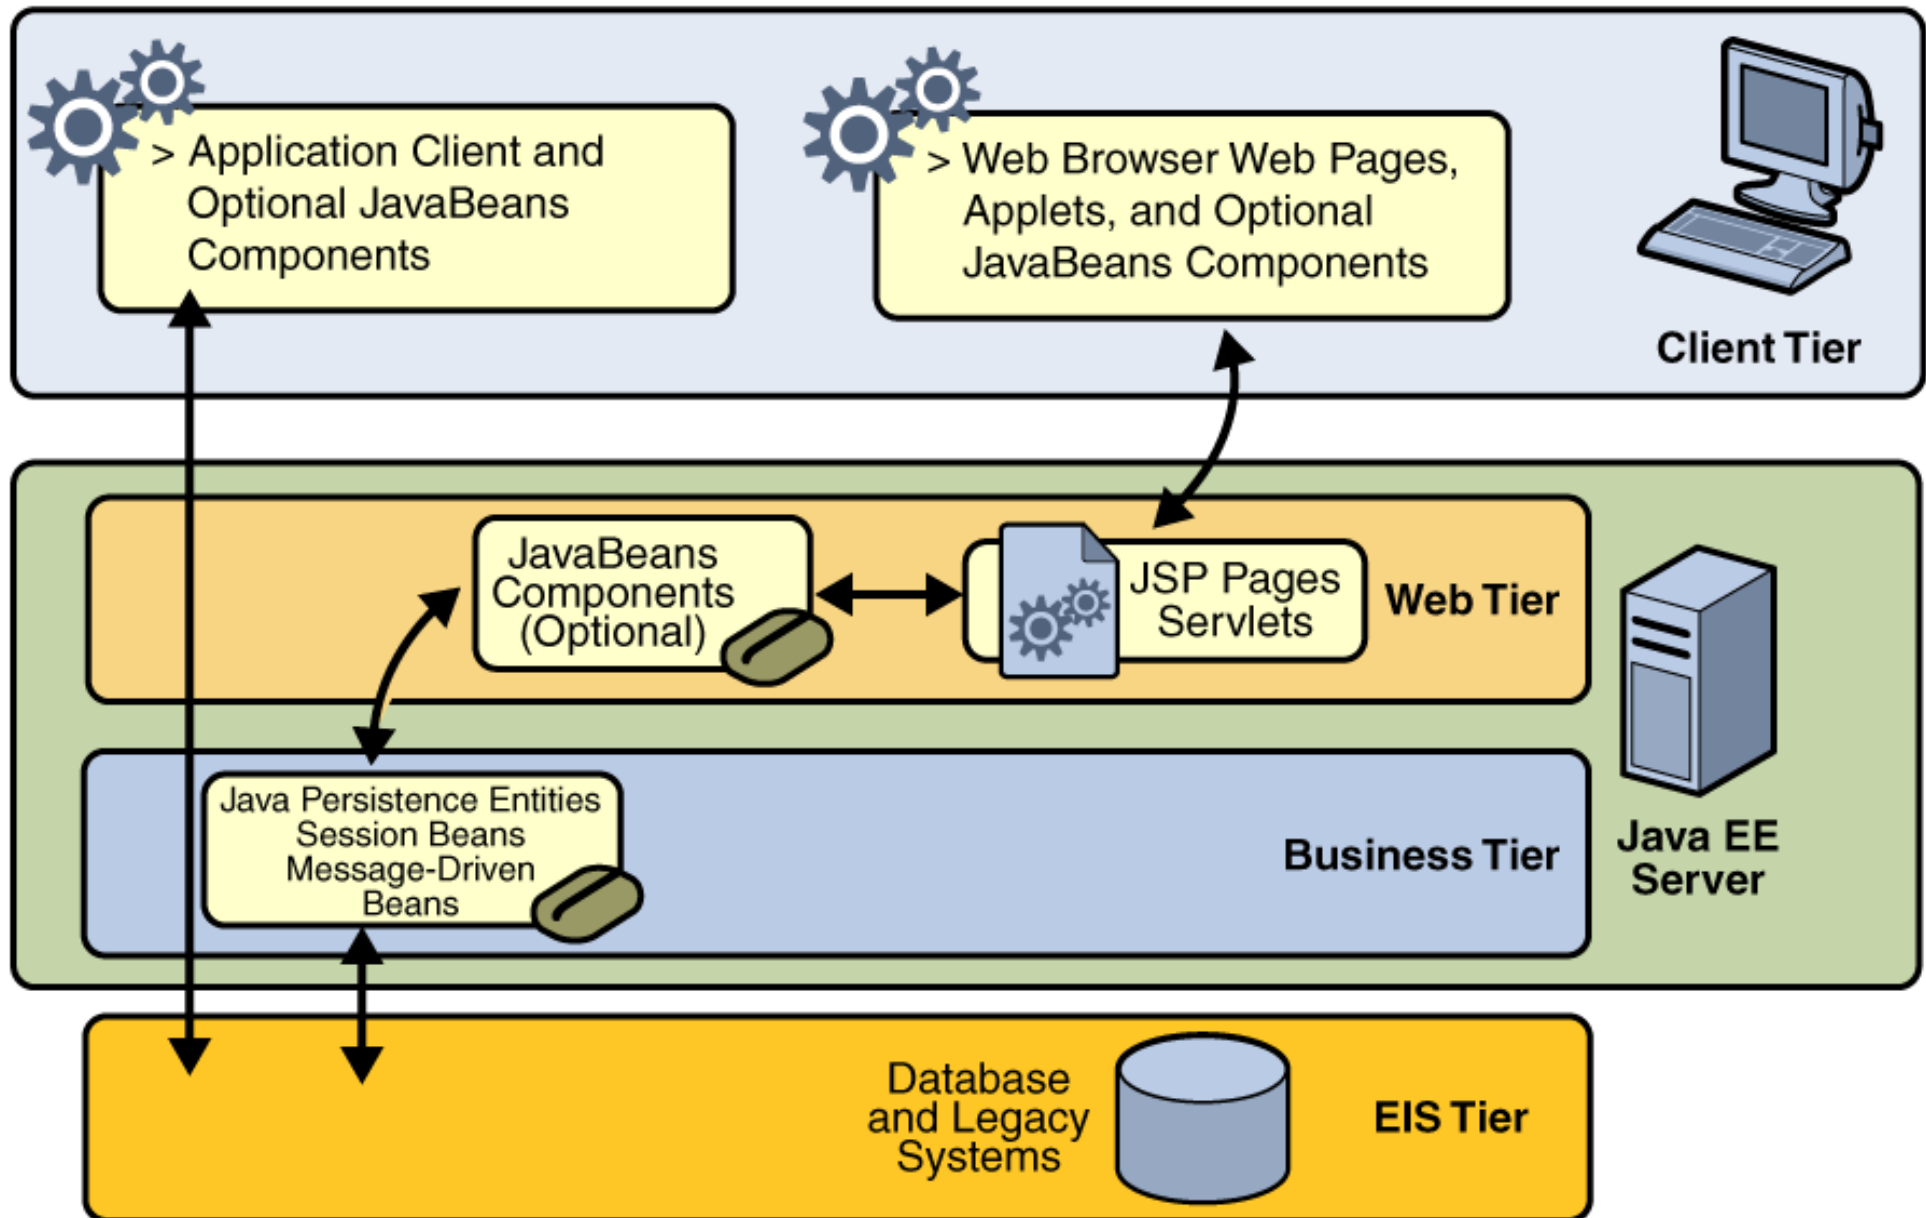 > Application Client and
Optional JavaBeans
Components
> Web Browser Web Pages,
Applets, and Optional
JavaBeans Components
Client Tier
JavaBeans
Components
(Optional)
JSP Pages
Servlets
Web Tier
Java Persistence Entities
Session Beans
Message-Driven
Beans
Business Tier
Java EE
Server
Database
and Legacy
Systems
EIS Tier